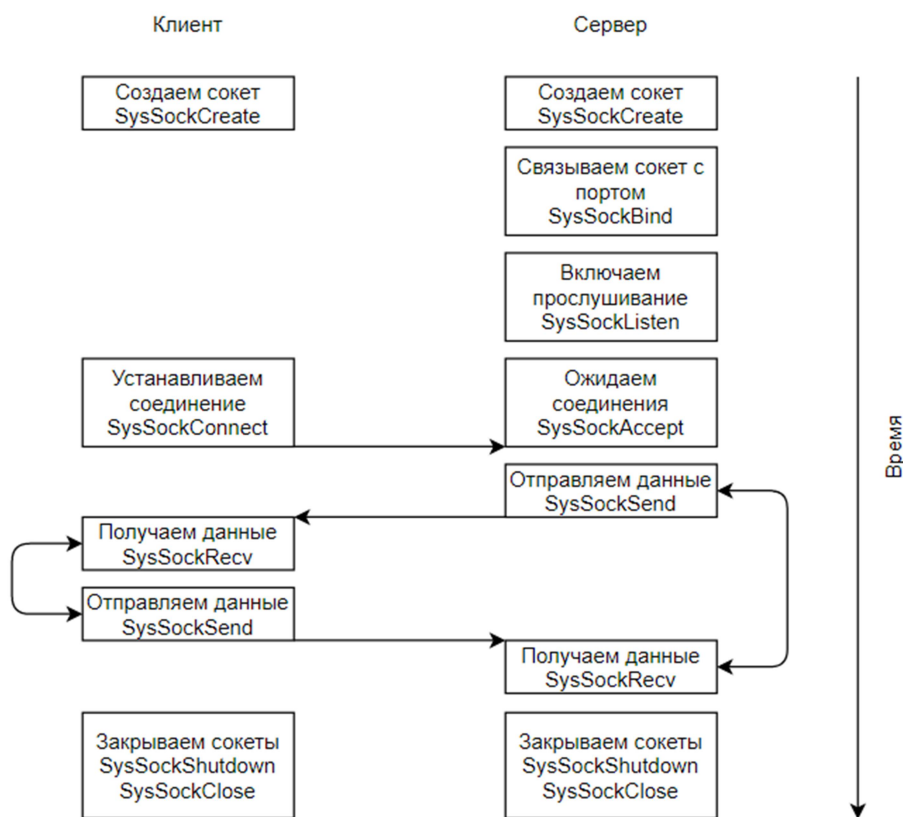 Клиент
Сервер
Создаем сокет
SysSockCreate
Создаем сокет
SysSockCreate
Связываем сокет с
портом
SysSockBind
Включаем
прослушивание
SysSockListen
Устанавливаем
соединение
SysSockConnect
Ожидаем
соединения
SysSockAccept
Время
Отправляем данные
SysSockSend
Получаем данные
SysSockRecv
Отправляем данные
SysSockSend
Получаем данные
SysSockRecv
Закрываем сокеты
SysSockShutdown
SysSockClose
Закрываем сокеты
SysSockShutdown
SysSockClose